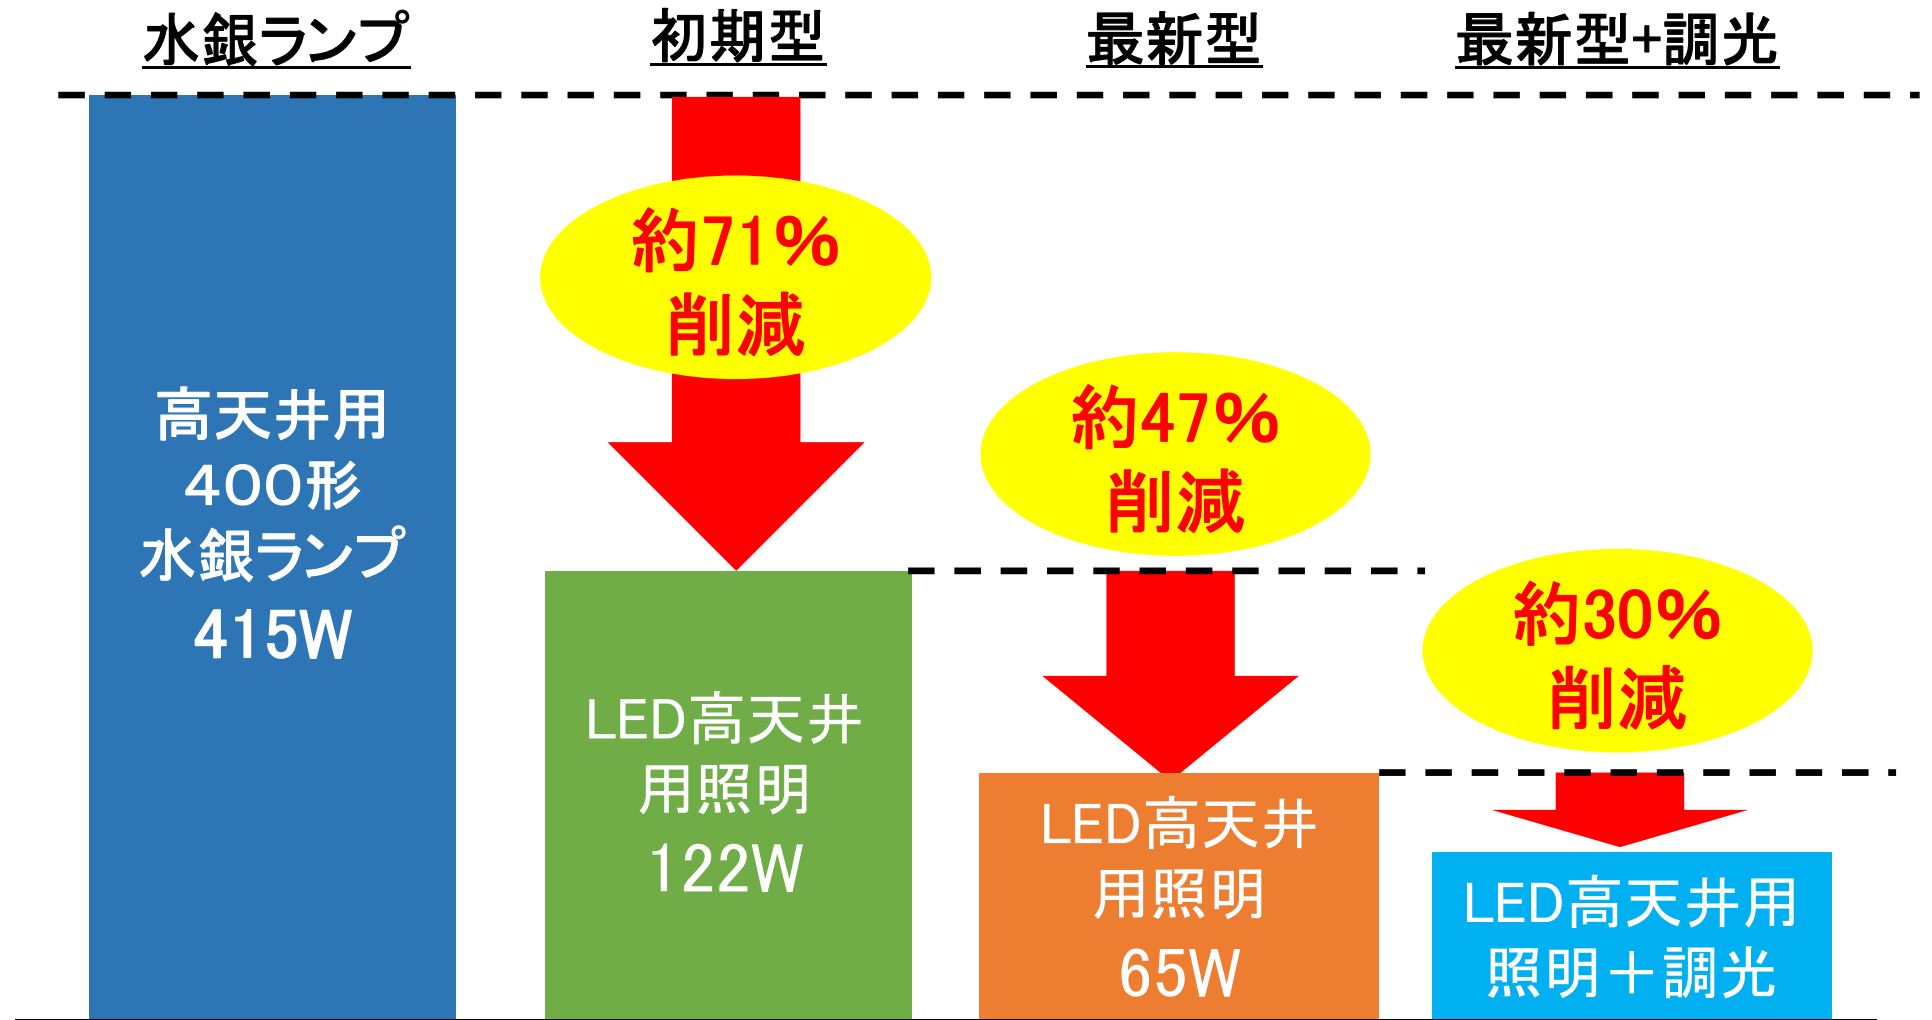 水銀ランプ
初期型
最新型
最新型+調光
高天井用
400形
水銀ランプ
415W
約71%
削減
LED高天井
用照明
122W
約47%
削減
LED高天井
用照明
65W
約30%
削減
LED高天井用
照明＋調光